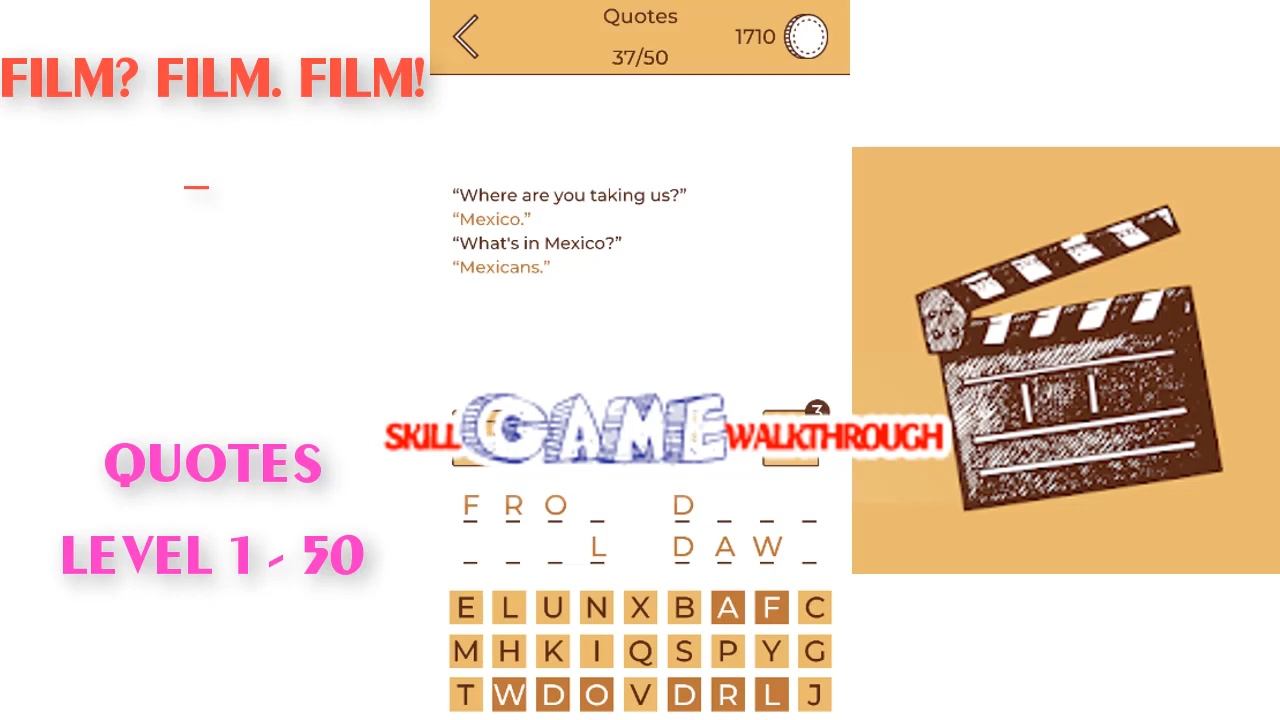 FILM? FILM. FILM!
–
QUOTES
LEVEL 1 - 50
Quotes
37/50
1710
“Where are you taking us?”
“Mexico.”
“What's in Mexico?”
“Mexicans.”
3
SKILL GAME WALKTHROUGH
F R O _ D _ _ _
_ _ _ L D A W _
E L U N X B A F C
M H K I Q S P Y G
T W D O V D R L J